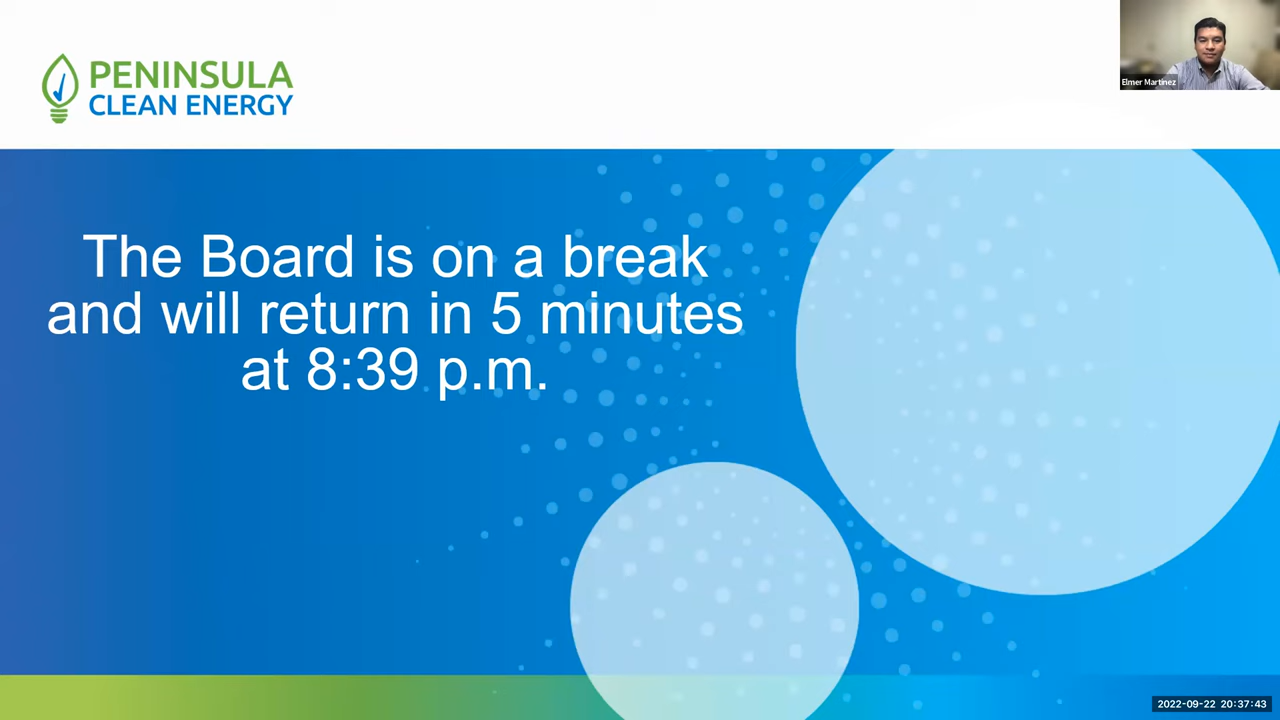 PENINSULA
CLEAN ENERGY
Elmer Martinez
The Board is on a break
and will return in 5 minutes
at 8:39 p.m.
2022-09-22 20:37:43